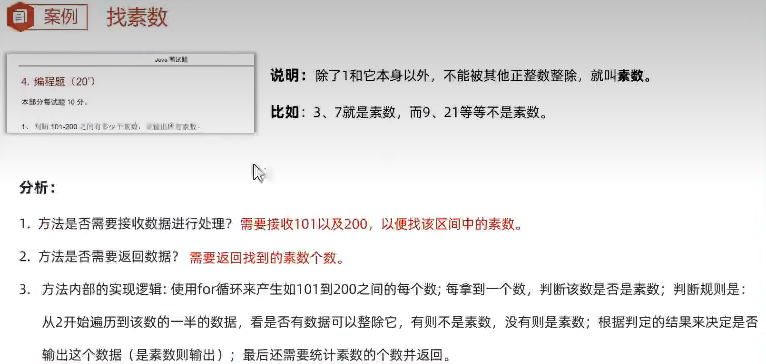 案例 找素数
Java 笔试题
4. 编程题（20'）
本部分每试题 10 分。
1、 判断 101-200 之间有多少个素数，并输出所有素数。
说明：除了1和它本身以外，不能被其他正整数整除，就叫素数。
比如：3、7就是素数，而9、21等等不是素数。
分析：
1. 方法是否需要接收数据进行处理？需要接收101以及200，以便找该区间中的素数。
2. 方法是否需要返回数据？ 需要返回找到的素数个数。
3. 方法内部的实现逻辑: 使用for循环来产生如101到200之间的每个数; 每拿到一个数，判断该数是否是素数；判断规则是：
从2开始遍历到该数的一半的数据，看是否有数据可以整除它，有则不是素数，没有则是素数；根据判定的结果来决定是否
输出这个数据（是素数则输出）；最后还需要统计素数的个数并返回。